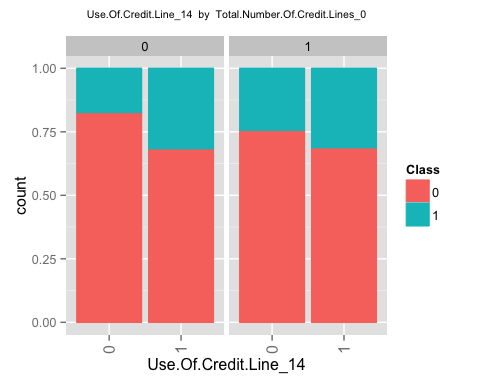 Use.Of.Credit.Line_14 by Total.Number.Of.Credit.Lines_0
0 1
1.00
0.75
0.50
0.25
0.00
count
0 1 0 1
Use.Of.Credit.Line_14
Class
0
1